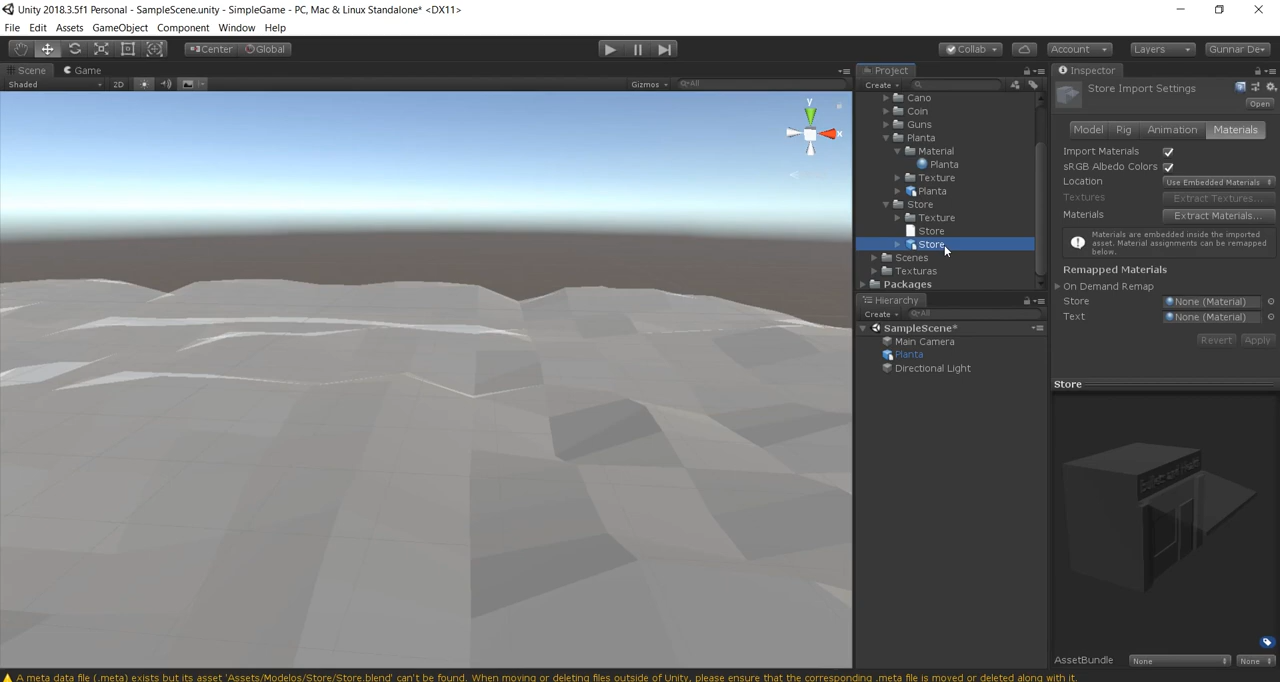 Unity 2018.3.5f1 Personal - SampleScene.unity - SimpleGame - PC, Mac & Linux Standalone* <DX11>
File Edit Assets GameObject Component Window Help
Center Global Collab Account Layers Gunnar De
Scene Game
Shaded 2D Gizmos All
y
x
Project
Create
Cano
Coin
Guns
Planta
Material
Planta
Texture
Planta
Store
Texture
Store
Store
Scenes
Texturas
Packages
Hierarchy
Create All
SampleScene*
Main Camera
Planta
Directional Light
Inspector
Store Import Settings
Open
Model Rig Animation Materials
Import Materials
sRGB Albedo Colors
Location Use Embedded Materials
Textures Extract Textures...
Materials Extract Materials...
Materials are embedded inside the imported
asset. Material assignments can be remapped
below.
Remapped Materials
On Demand Remap
Store None (Material)
Text None (Material)
Revert Apply
Store
AssetBundle None None
A meta data file (.meta) exists but its asset 'Assets/Modelos/Store/Store.blend' can't be found. When moving or deleting files outside of Unity, please ensure that the corresponding .meta file is moved or deleted along with it.